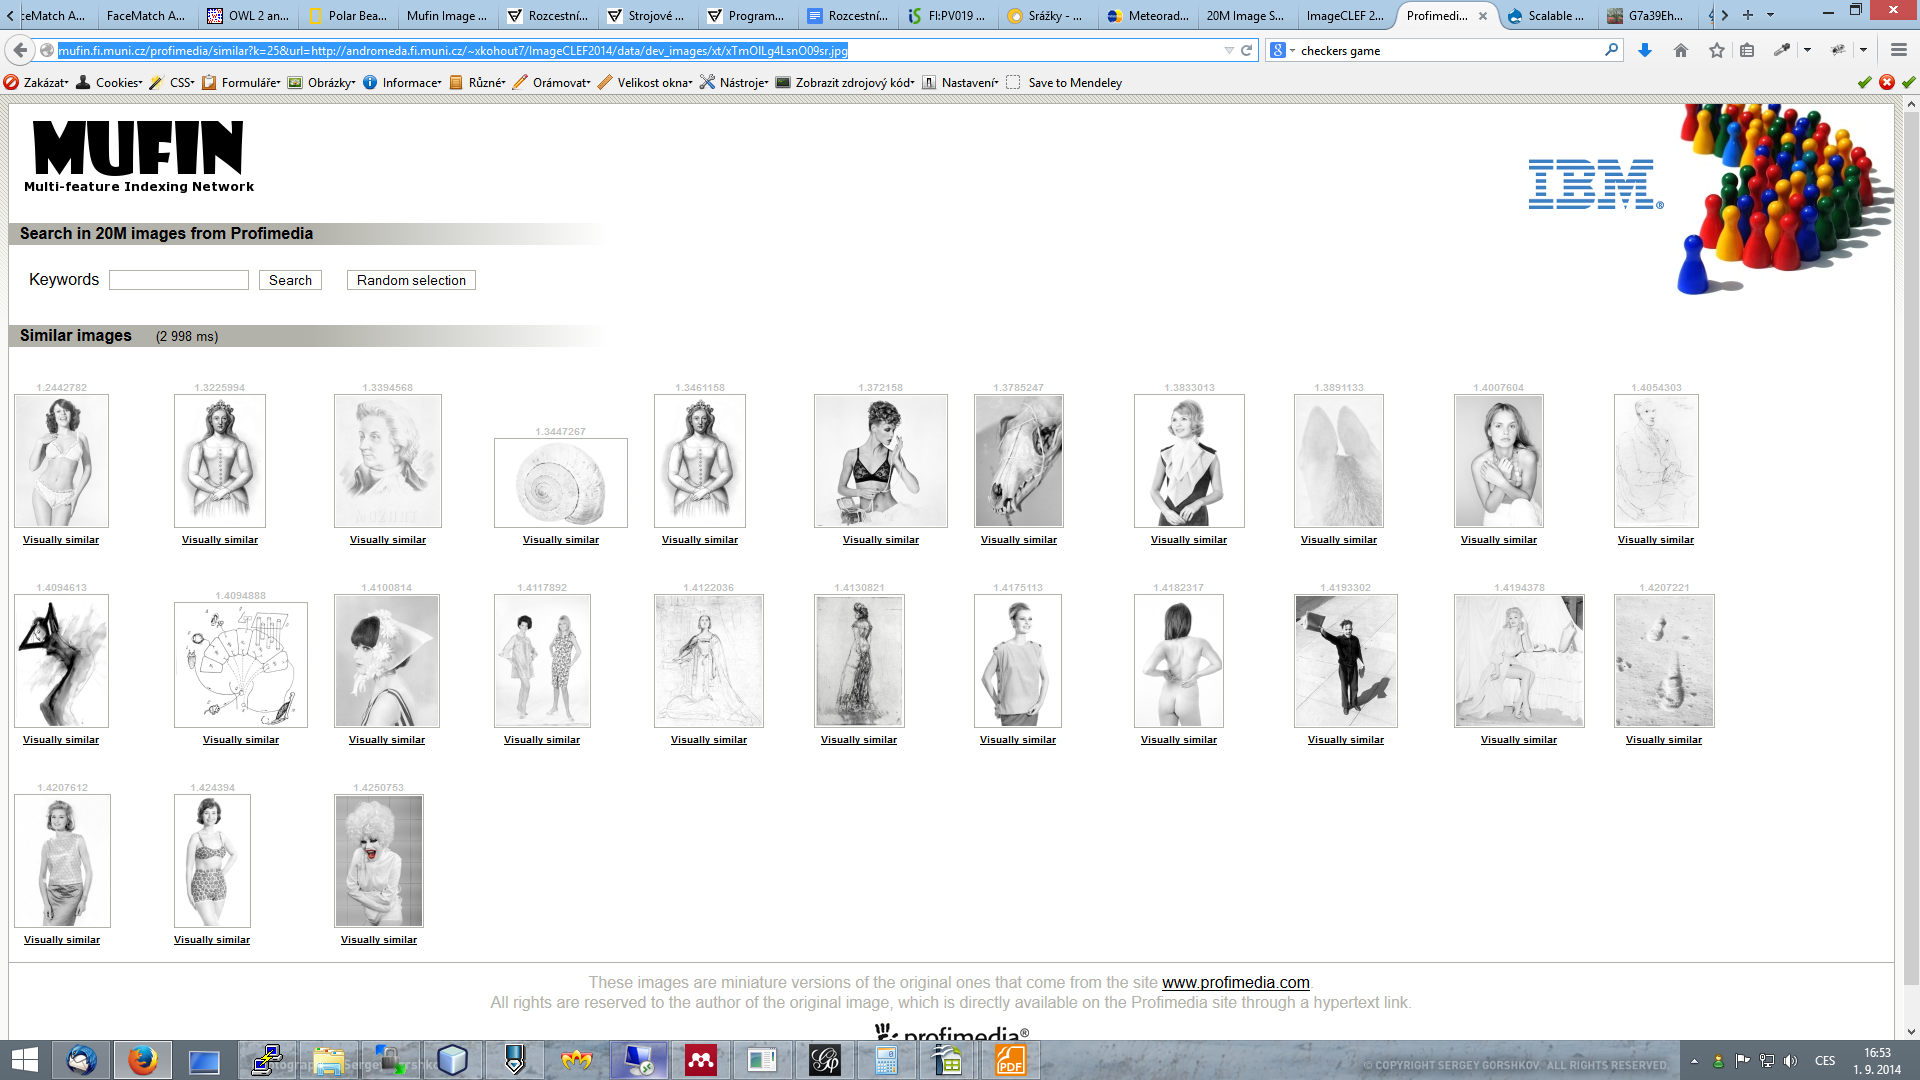 ceMatch A...
FaceMatch A...
OWL 2 an...
Polar Bea...
Mufin Image ...
Rozcestní...
Strojové ...
Program...
Rozcestní...
FI:PV019 ...
Srážky - ...
Meteorad...
20M Image S...
ImageCLEF 2...
Profimedi...
Scalable ...
G7a39Eh...
mufin.fi.muni.cz/profimedia/similar?k=25&url=http://andromeda.fi.muni.cz/~xkohout7/ImageCLEF2014/data/dev_images/xt/xTmOlLg4LsnO09sr.jpg
checkers game
Zakázat
Cookies
CSS
Formuláře
Obrázky
Informace
Různé
Orámovat
Velikost okna
Nástroje
Zobrazit zdrojový kód
Nastavení
Save to Mendeley
MUFIN
Multi-feature Indexing Network
IBM®
Search in 20M images from Profimedia
Keywords
Search
Random selection
Similar images (2 998 ms)
1.2442782 1.3225994 1.3394568 1.3447267 1.3461158 1.372158 1.3785247 1.3833013 1.3891133 1.4007604 1.4054303
Visually similar Visually similar Visually similar Visually similar Visually similar Visually similar Visually similar Visually similar Visually similar Visually similar Visually similar
1.4094613 1.4094888 1.4100814 1.4117892 1.4122036 1.4130821 1.4175113 1.4182317 1.4193302 1.4194378 1.4207221
Visually similar Visually similar Visually similar Visually similar Visually similar Visually similar Visually similar Visually similar Visually similar Visually similar Visually similar
1.4207612 1.424394 1.4250753
Visually similar Visually similar Visually similar
These images are miniature versions of the original ones that come from the site www.profimedia.com.
All rights are reserved to the author of the original image, which is directly available on the Profimedia site through a hypertext link.
profimedia®
PDF
© COPYRIGHT SERGEY GORSHKOV. ALL RIGHTS RESERVED.
CES
16:53
1. 9. 2014